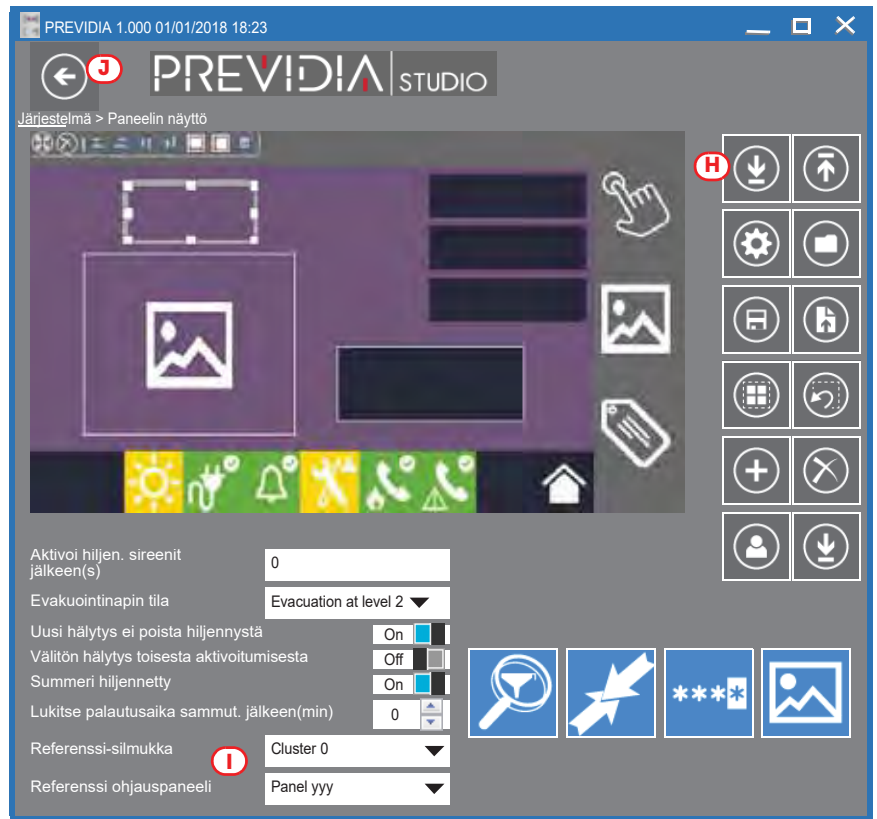 PREVIDIA 1.000 01/01/2018 18:23
J
PREVIDIA STUDIO
Järjestelmä > Paneelin näyttö
H
Aktivoi hiljen. sireenit
jälkeen(s)
0
Evakuointinapin tila
Evacuation at level 2
Uusi hälytys ei poista hiljennystä
On
Välitön hälytys toisesta aktivoitumisesta
Off
Summeri hiljennetty
On
Lukitse palautusaika sammut. jälkeen(min)
0
****
*
Referenssi-silmukka
Cluster 0
I
Referenssi ohjauspaneeli
Panel yyy